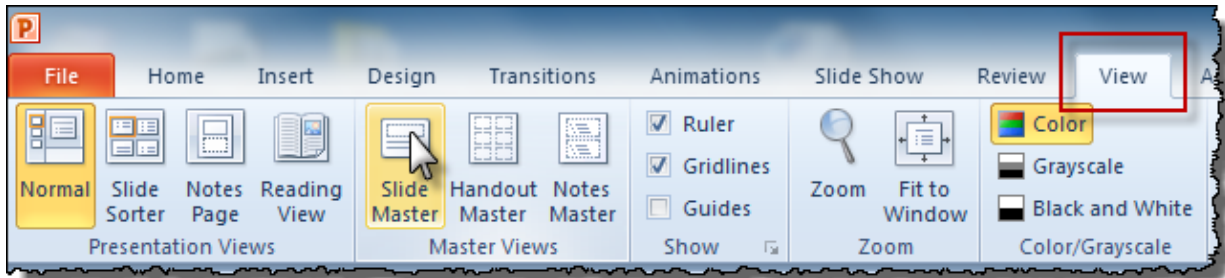 P
File Home Insert Design Transitions Animations Slide Show Review View A
Ruler Color
Gridlines Grayscale
Normal Slide Notes Reading Slide Handout Notes Zoom Fit to
Sorter Page View Master Master Master Guides Window Black and White
Presentation Views Master Views Show Zoom Color/Grayscale